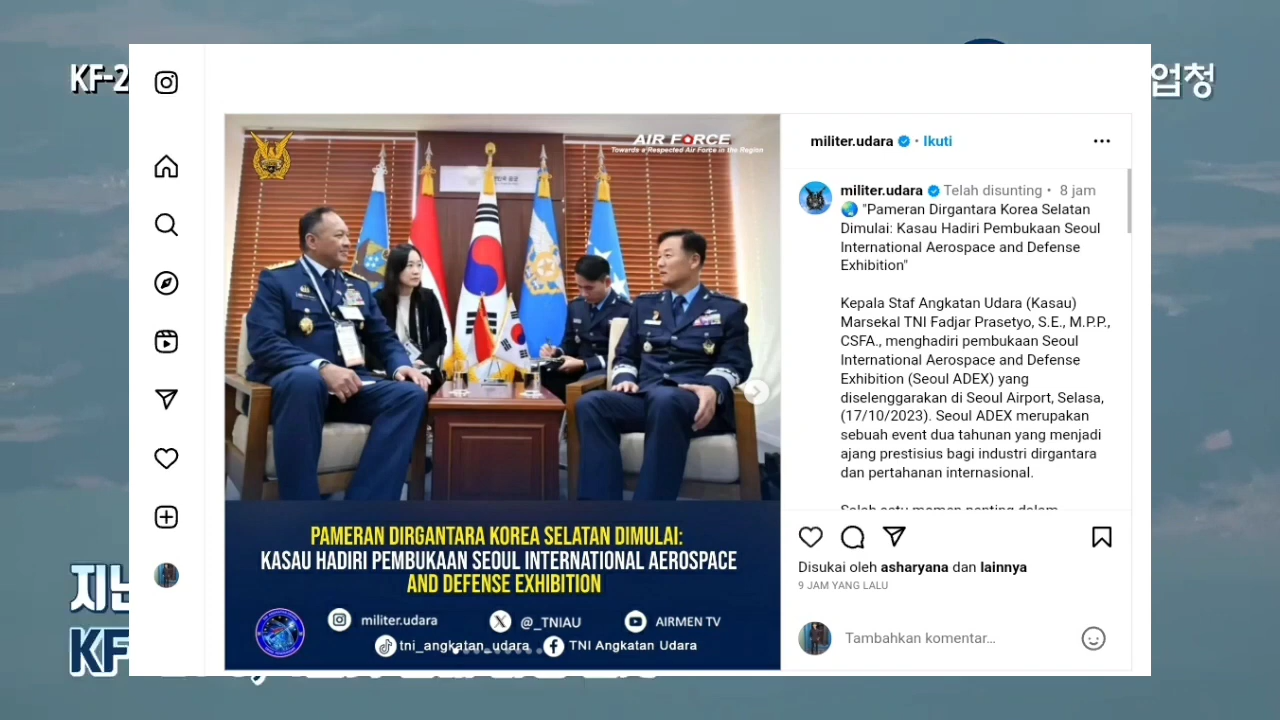 KF-2
업청
AIR FORCE
Towards a Respected Air Force in the Region
PAMERAN DIRGANTARA KOREA SELATAN DIMULAI:
KASAU HADIRI PEMBUKAAN SEOUL INTERNATIONAL AEROSPACE
AND DEFENSE EXHIBITION
militer.udara
@_TNIAU
AIRMEN TV
tni_angkatan_udara
TNI Angkatan Udara
militer.udara • Ikuti
militer.udara Telah disunting • 8 jam
"Pameran Dirgantara Korea Selatan
Dimulai: Kasau Hadiri Pembukaan Seoul
International Aerospace and Defense
Exhibition"
Kepala Staf Angkatan Udara (Kasau)
Marsekal TNI Fadjar Prasetyo, S.E., M.P.P.,
CSFA., menghadiri pembukaan Seoul
International Aerospace and Defense
Exhibition (Seoul ADEX) yang
diselenggarakan di Seoul Airport, Selasa,
(17/10/2023). Seoul ADEX merupakan
sebuah event dua tahunan yang menjadi
ajang prestisius bagi industri dirgantara
dan pertahanan internasional.
Salah satu momen penting dalam
Disukai oleh asharyana dan lainnya
9 JAM YANG LALU
Tambahkan komentar...
지난
KF